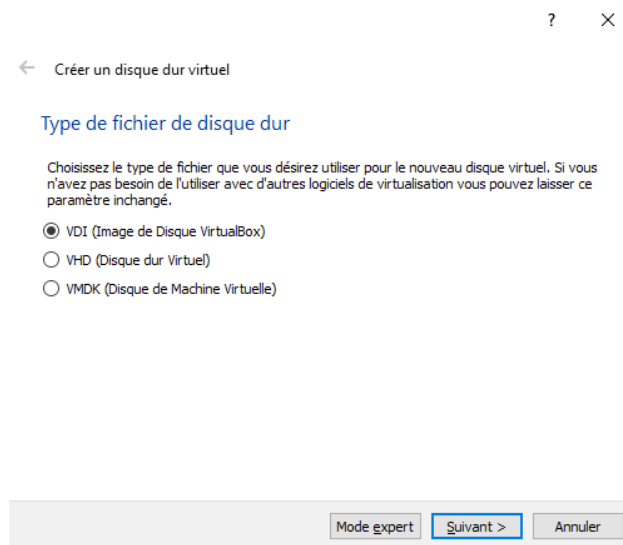 ?
Créer un disque dur virtuel
Type de fichier de disque dur
Choisissez le type de fichier que vous désirez utiliser pour le nouveau disque virtuel. Si vous
n'avez pas besoin de l'utiliser avec d'autres logiciels de virtualisation vous pouvez laisser ce
paramètre inchangé.
VDI (Image de Disque VirtualBox)
VHD (Disque dur Virtuel)
VMDK (Disque de Machine Virtuelle)
Mode expert Suivant > Annuler